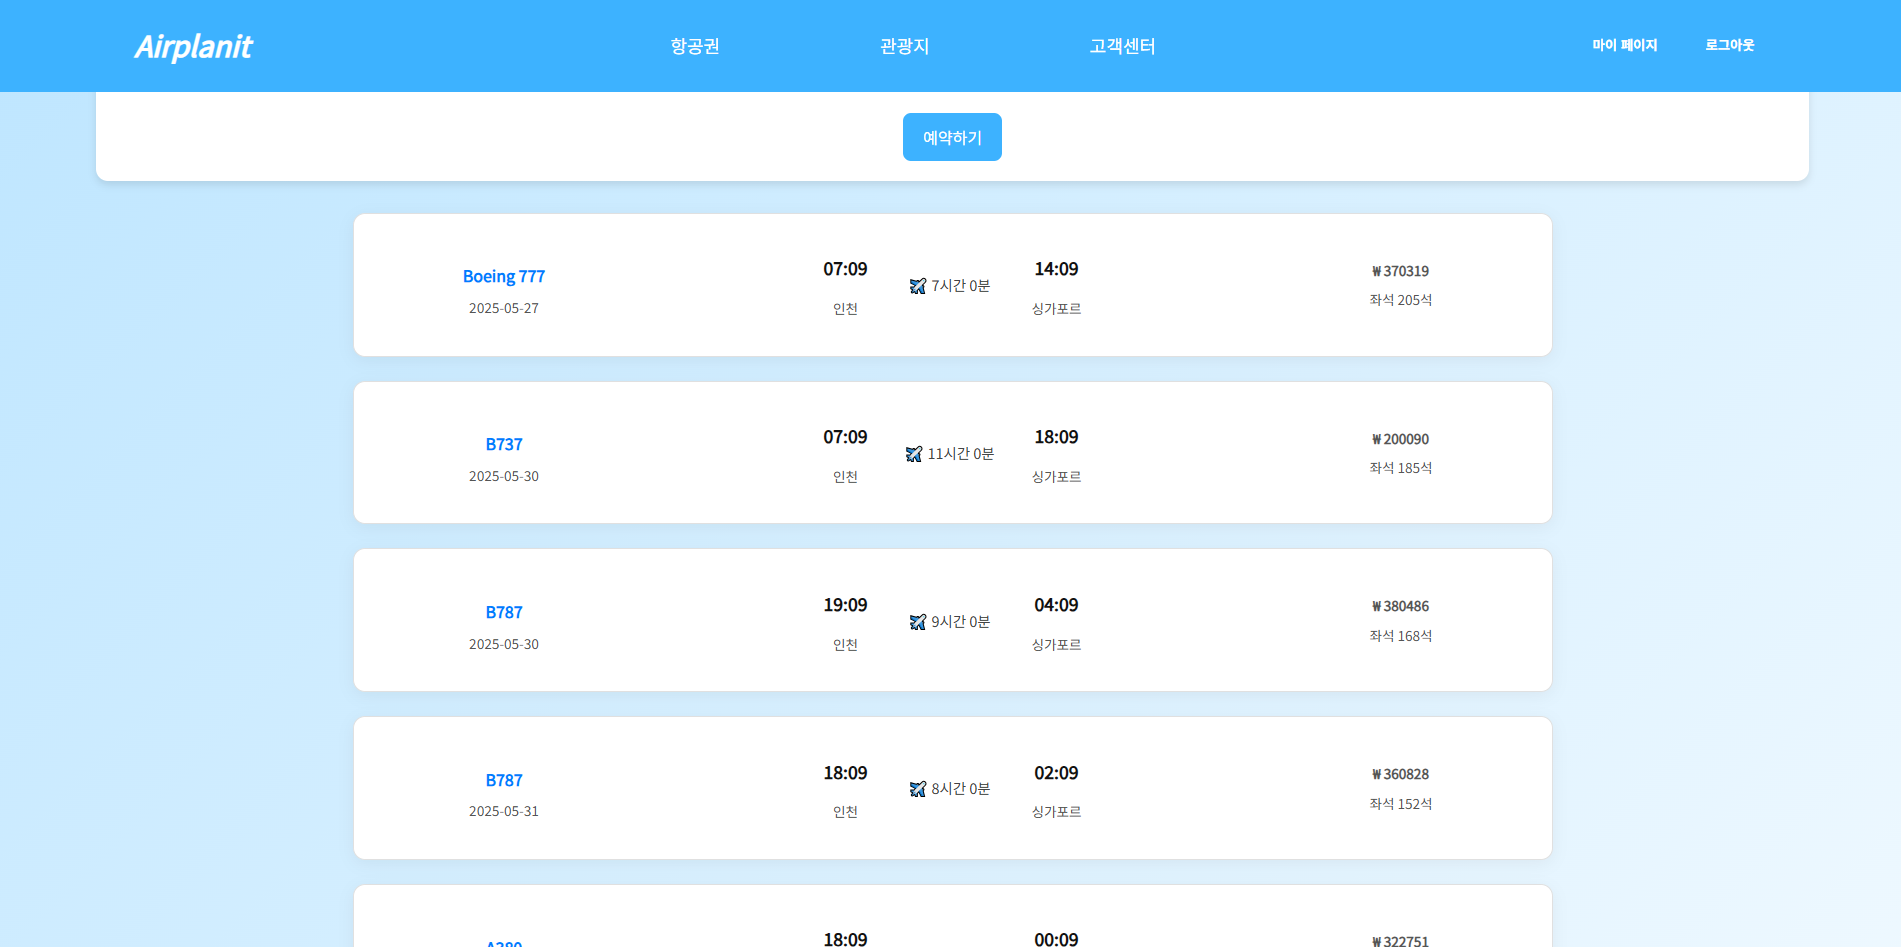 Airplanit
항공권
관광지
고객센터
마이 페이지
로그아웃
예약하기
Boeing 777
2025-05-27
07:09
인천
7시간 0분
14:09
싱가포르
₩ 370319
좌석 205석
B737
2025-05-30
07:09
인천
11시간 0분
18:09
싱가포르
₩ 200090
좌석 185석
B787
2025-05-30
19:09
인천
9시간 0분
04:09
싱가포르
₩ 380486
좌석 168석
B787
2025-05-31
18:09
인천
8시간 0분
02:09
싱가포르
₩ 360828
좌석 152석
A380
18:09
00:09
₩ 322751